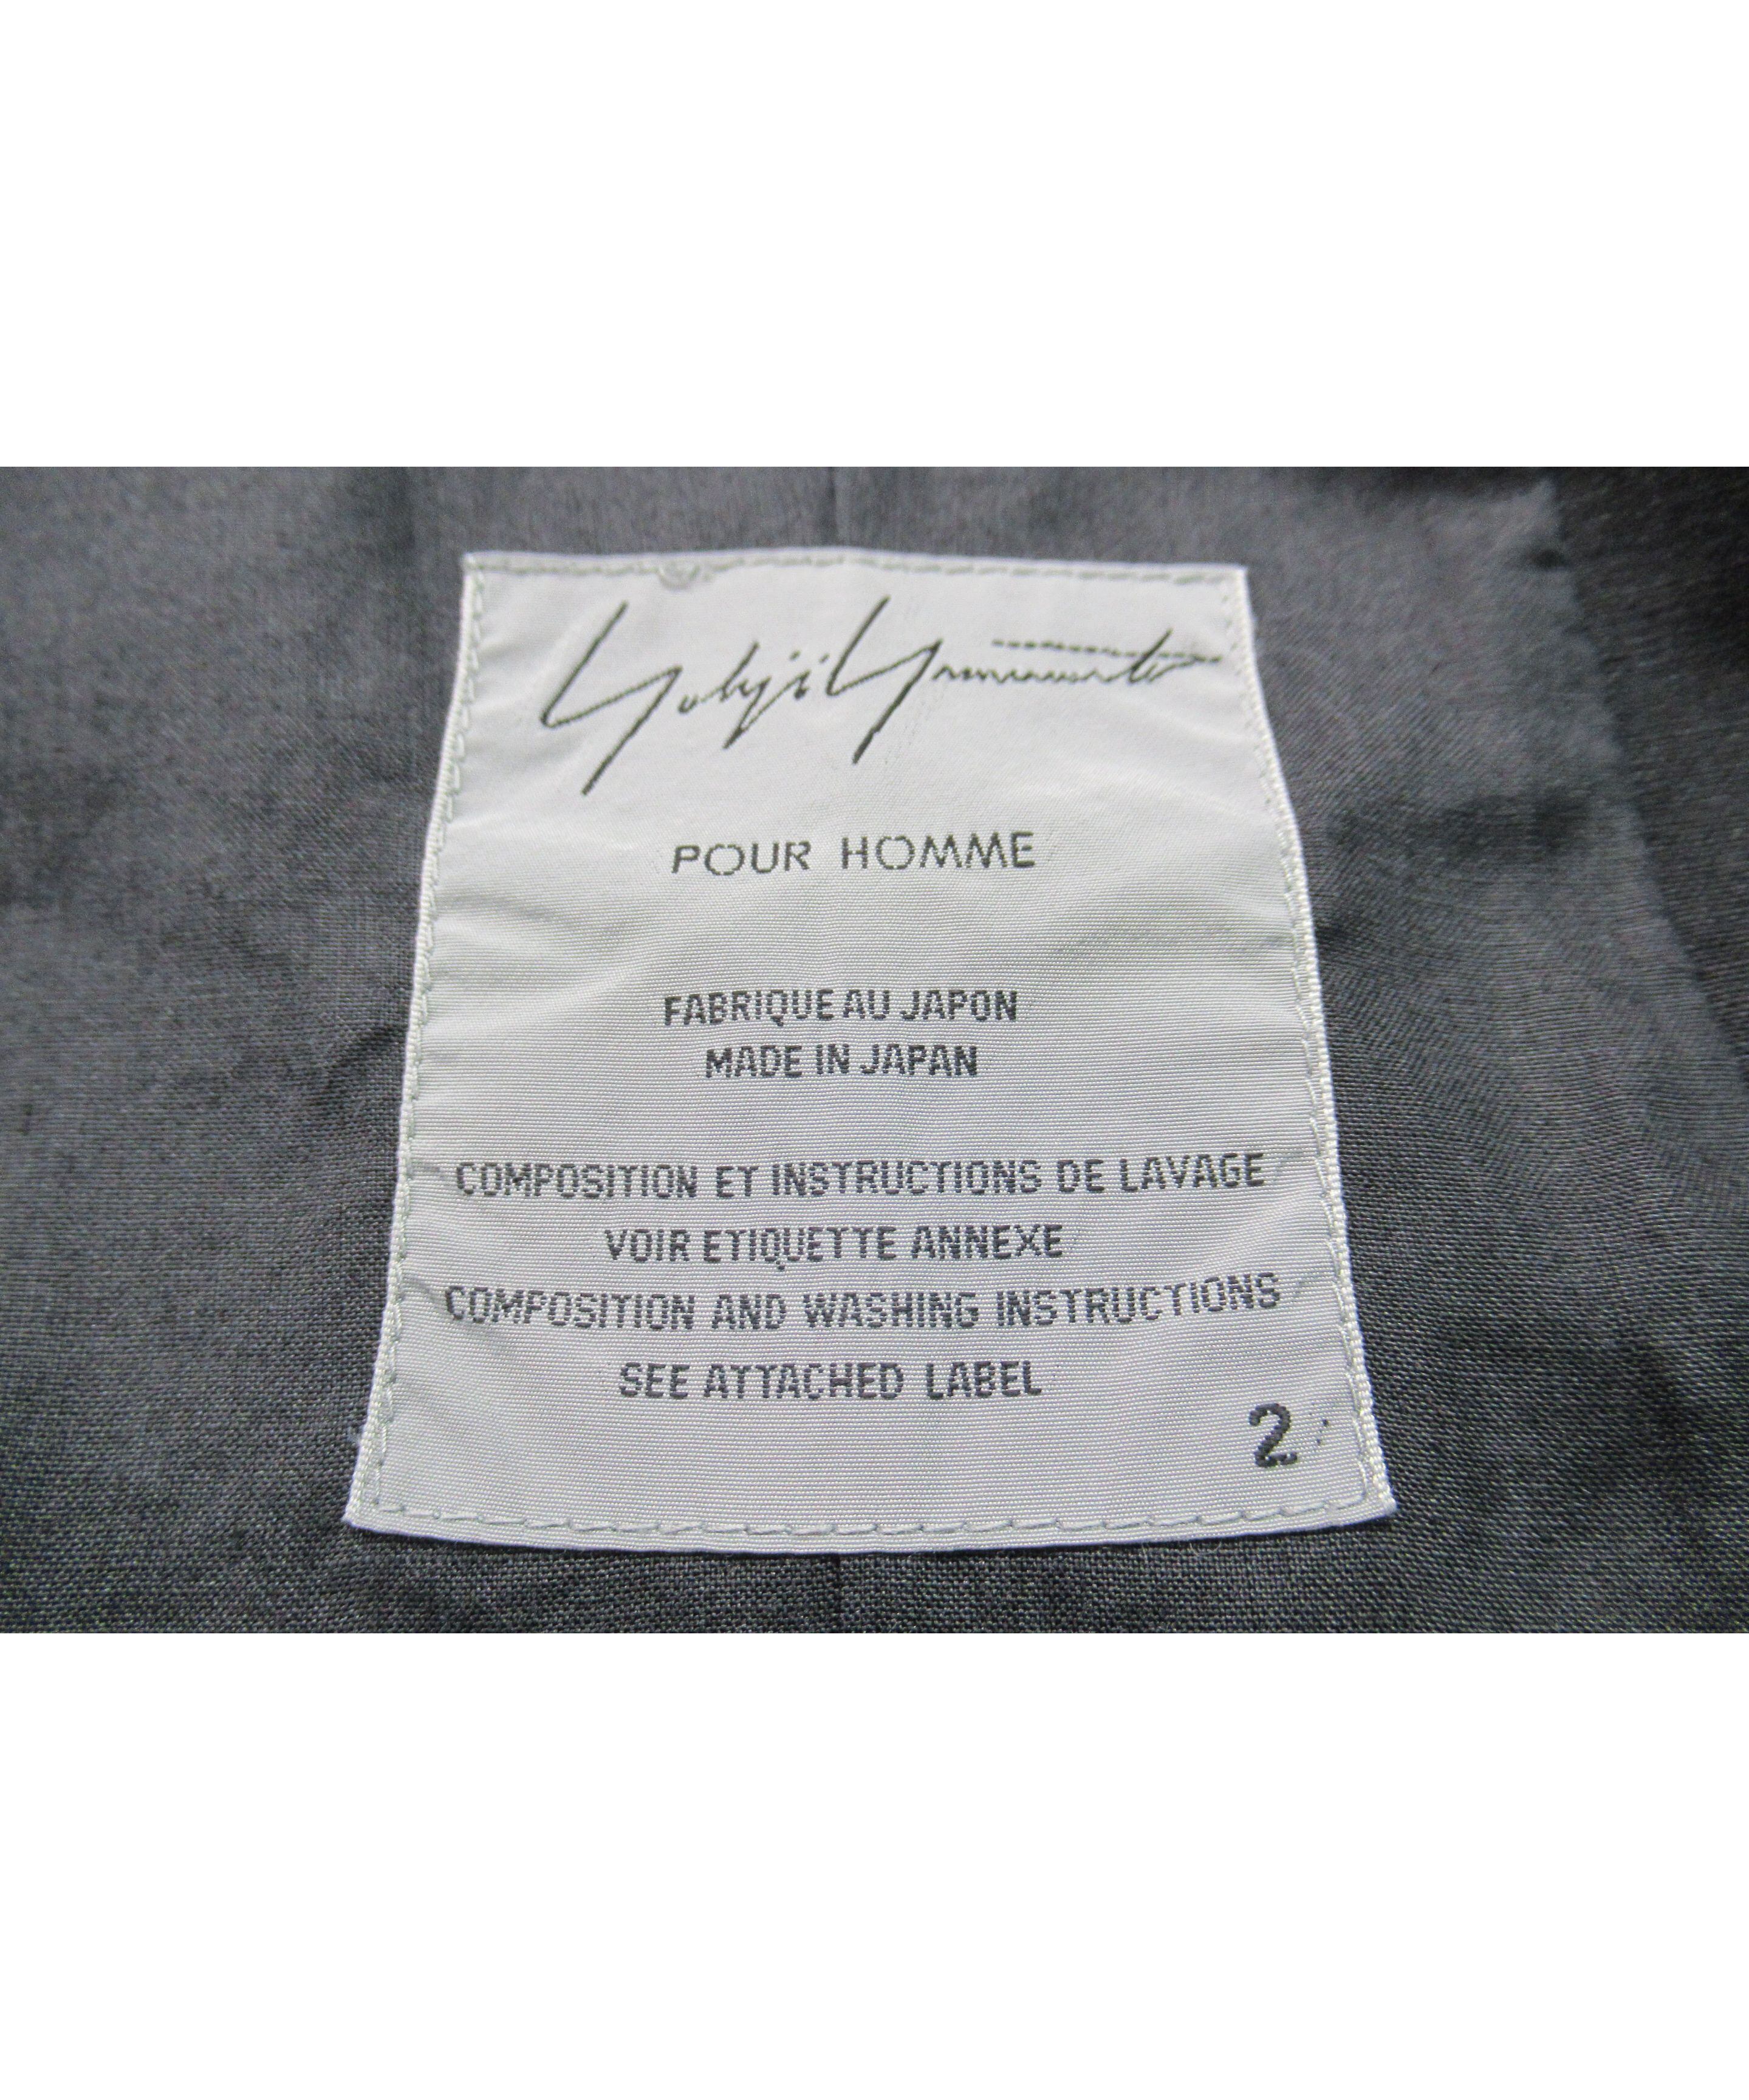 Yohji Yamamoto
POUR HOMME
FABRIQUE AU JAPON
MADE IN JAPAN
COMPOSITION ET INSTRUCTIONS DE LAVAGE
VOIR ETIQUETTE ANNEXE
COMPOSITION AND WASHING INSTRUCTIONS
SEE ATTACHED LABEL
2